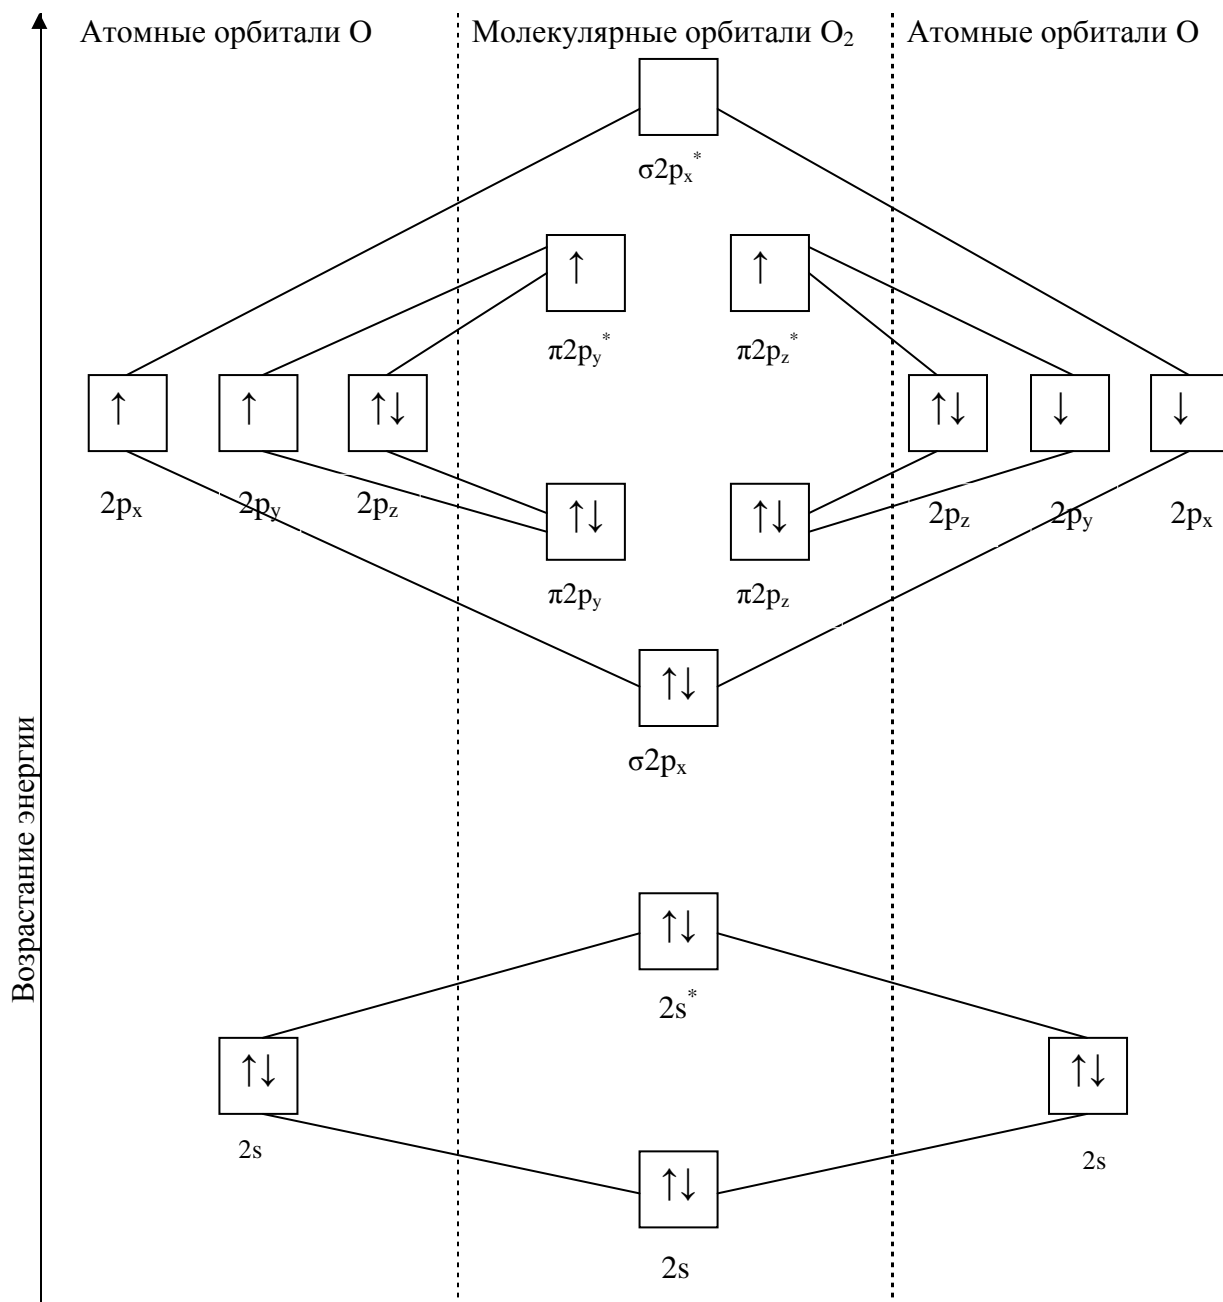 Атомные орбитали О
Молекулярные орбитали О₂
Атомные орбитали О
σ2pₓ*
↑
↑
π2p_y*
π2p_z*
↑
↑
↑↓
↑↓
↓
↓
2pₓ
2p_y
2p_z
2p_z
2p_y
2pₓ
↑↓
↑↓
π2p_y
π2p_z
↑↓
σ2pₓ
Возрастание энергии
↑↓
2s*
↑↓
↑↓
2s
2s
↑↓
2s